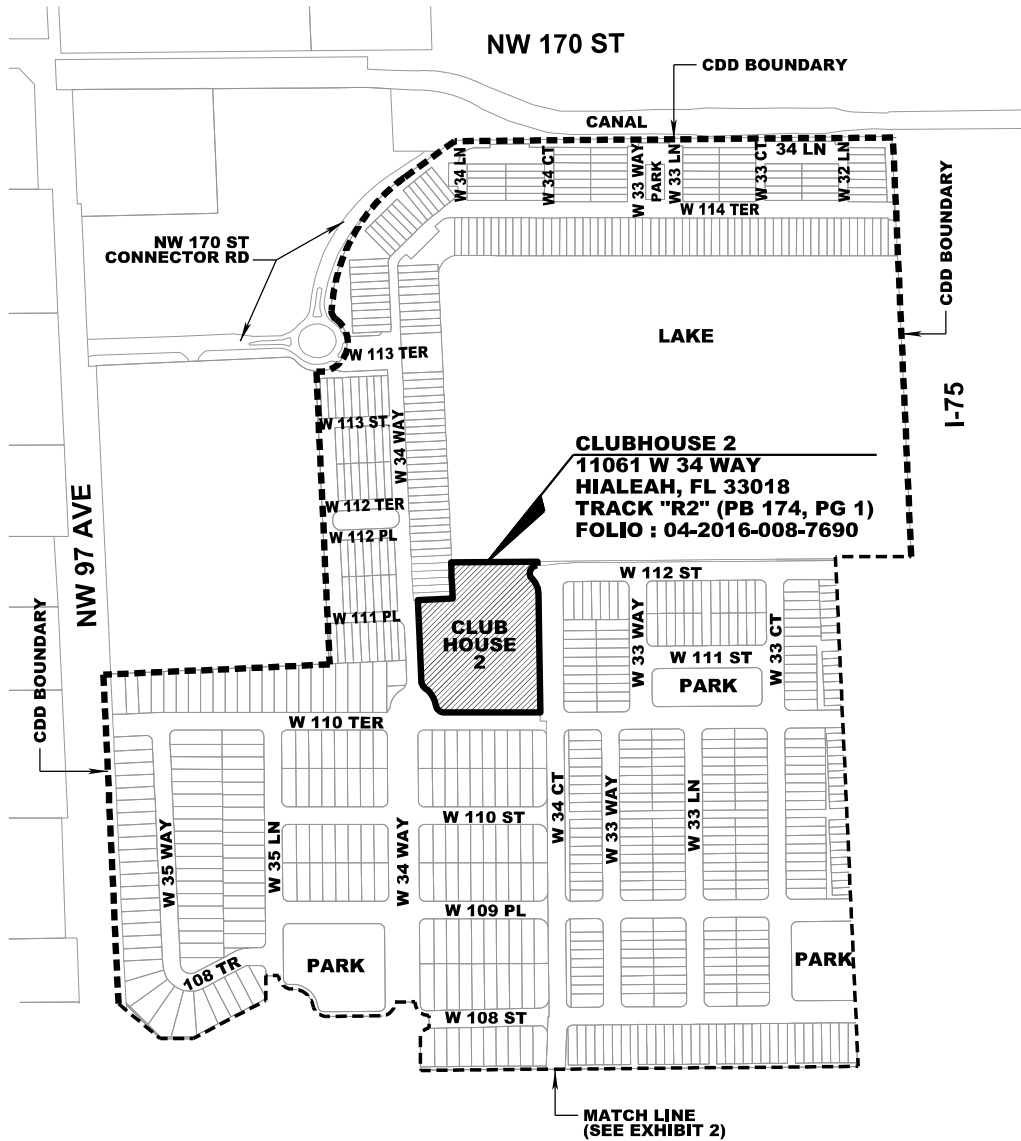 NW 170 ST
CDD BOUNDARY
CANAL
W 34 LN
W 34 CT
W 33 WAY
PARK
W 33 LN
W 33 CT
34 LN
W 32 LN
W 114 TER
NW 170 ST
CONNECTOR RD
CDD BOUNDARY
LAKE
W 113 TER
I-75
W 113 ST
W 34 WAY
CLUBHOUSE 2
11061 W 34 WAY
HIALEAH, FL 33018
TRACK "R2" (PB 174, PG 1)
FOLIO : 04-2016-008-7690
NW 97 AVE
W 112 TER
W 112 PL
W 112 ST
W 111 PL
CLUB
HOUSE
2
W 33 WAY
W 111 ST
W 33 CT
PARK
CDD BOUNDARY
W 110 TER
W 35 WAY
W 35 LN
W 34 WAY
W 110 ST
W 34 CT
W 33 WAY
W 33 LN
W 109 PL
108 TR
PARK
PARK
W 108 ST
MATCH LINE
(SEE EXHIBIT 2)